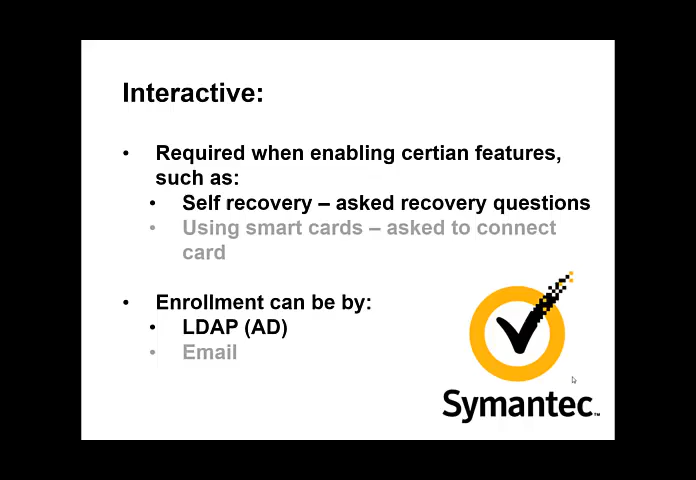 Interactive:
• Required when enabling certian features,
such as:
• Self recovery – asked recovery questions
• Using smart cards – asked to connect
card
• Enrollment can be by:
• LDAP (AD)
• Email
Symantec™